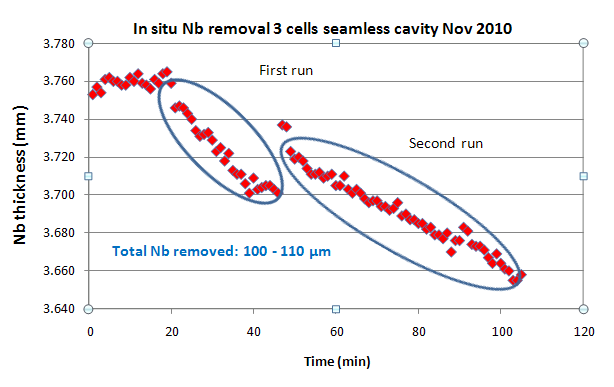 In situ Nb removal 3 cells seamless cavity Nov 2010
3.780
3.760
3.740
3.720
3.700
3.680
3.660
3.640
Nb thickness (mm)
First run
Second run
Total Nb removed: 100 - 110 µm
0 20 40 60 80 100 120
Time (min)